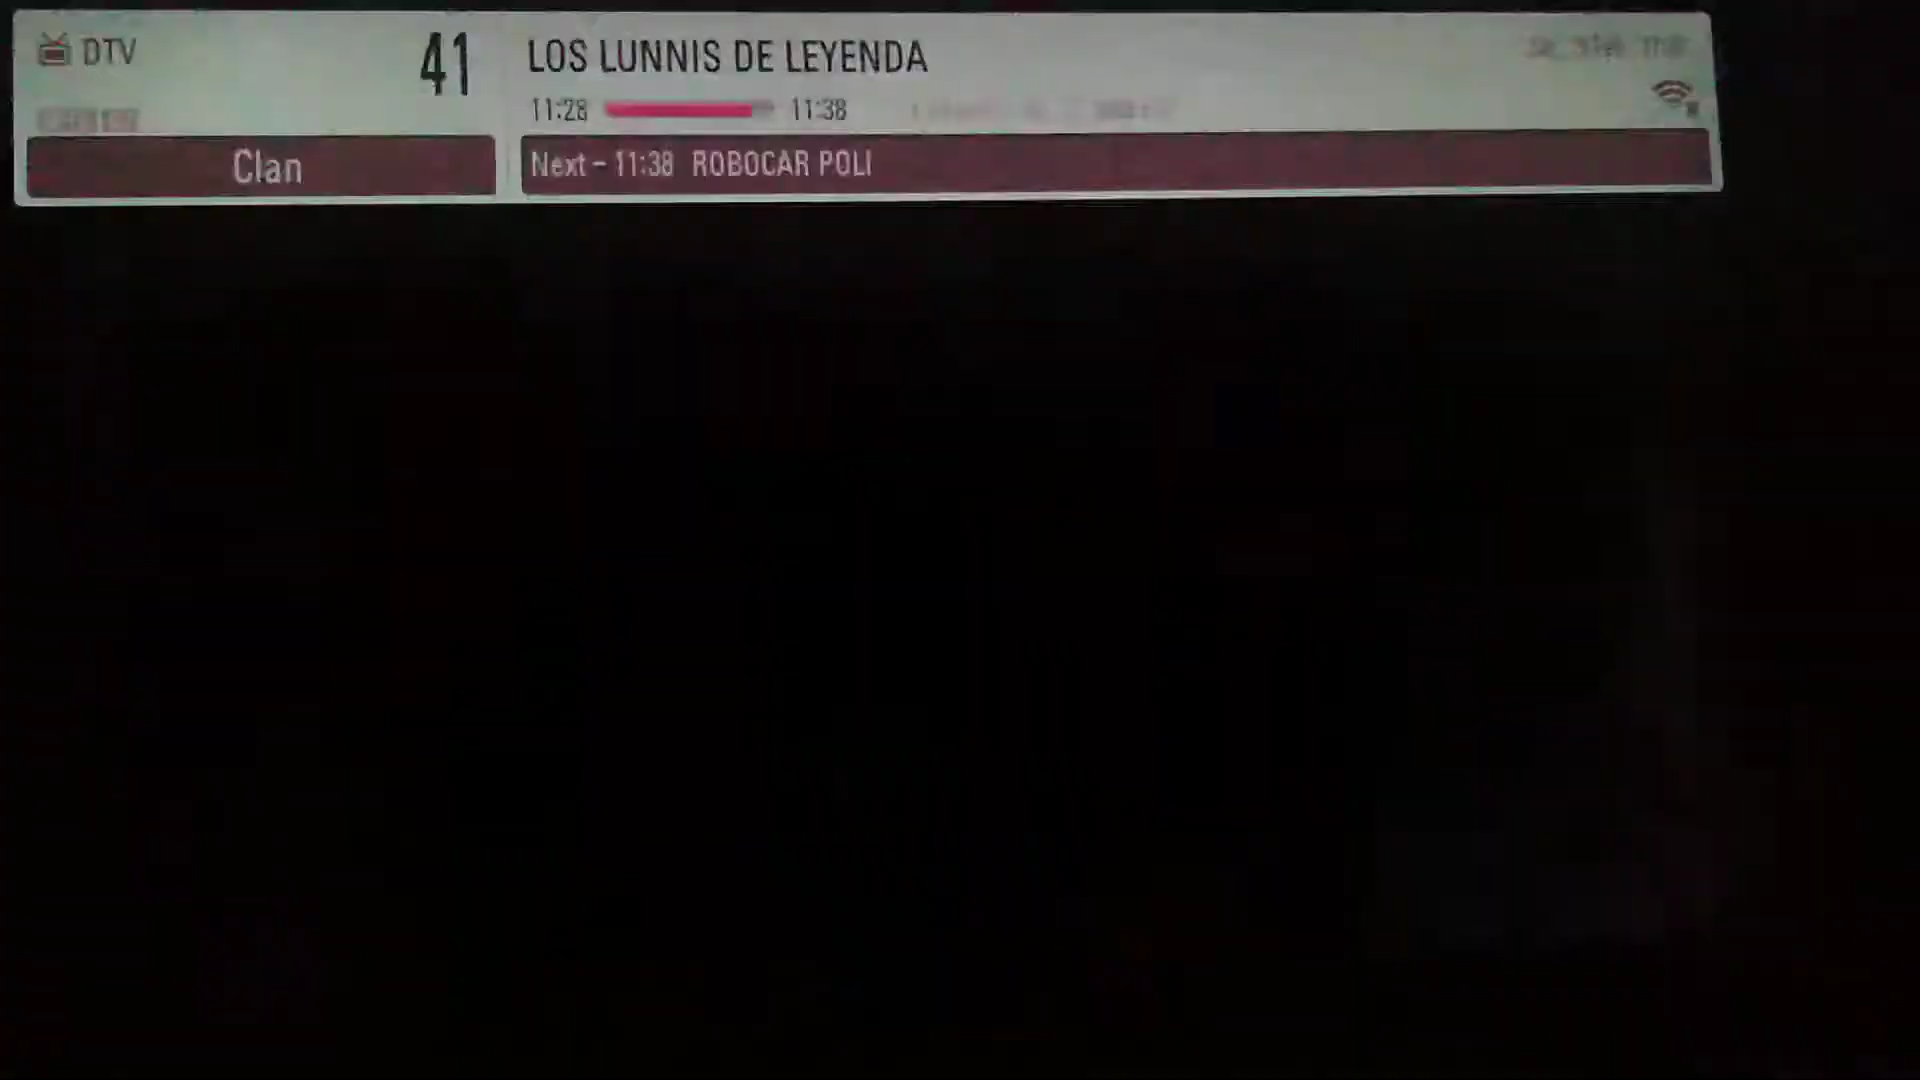 DTV
41
LOS LUNNIS DE LEYENDA
11:28 11:38
Clan
Next - 11:38 ROBOCAR POLI